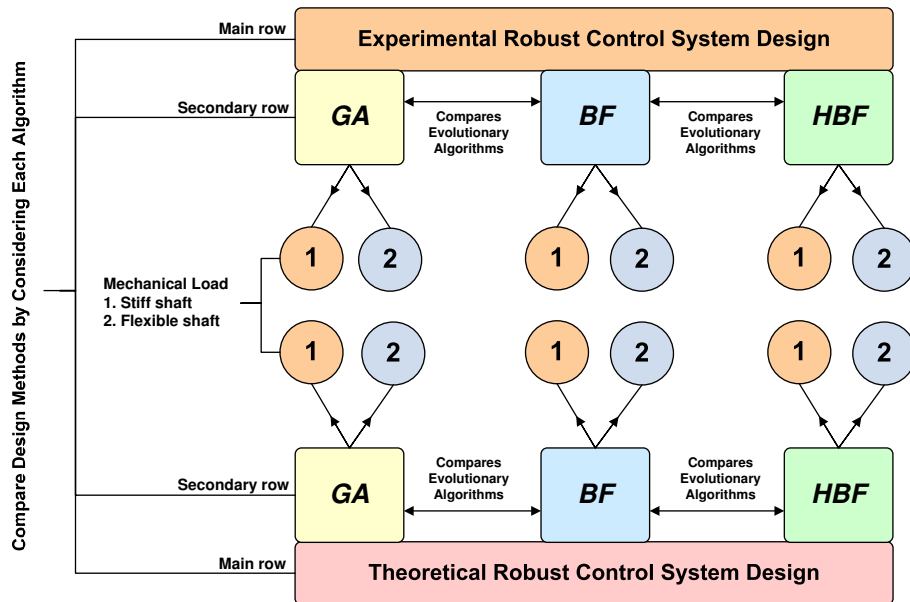 Compare Design Methods by Considering Each Algorithm
Main row
Experimental Robust Control System Design
Secondary row
GA
Compares
Evolutionary
Algorithms
BF
Compares
Evolutionary
Algorithms
HBF
1
2
1
2
1
2
Mechanical Load
1. Stiff shaft
2. Flexible shaft
1
2
1
2
1
2
Secondary row
GA
Compares
Evolutionary
Algorithms
BF
Compares
Evolutionary
Algorithms
HBF
Main row
Theoretical Robust Control System Design